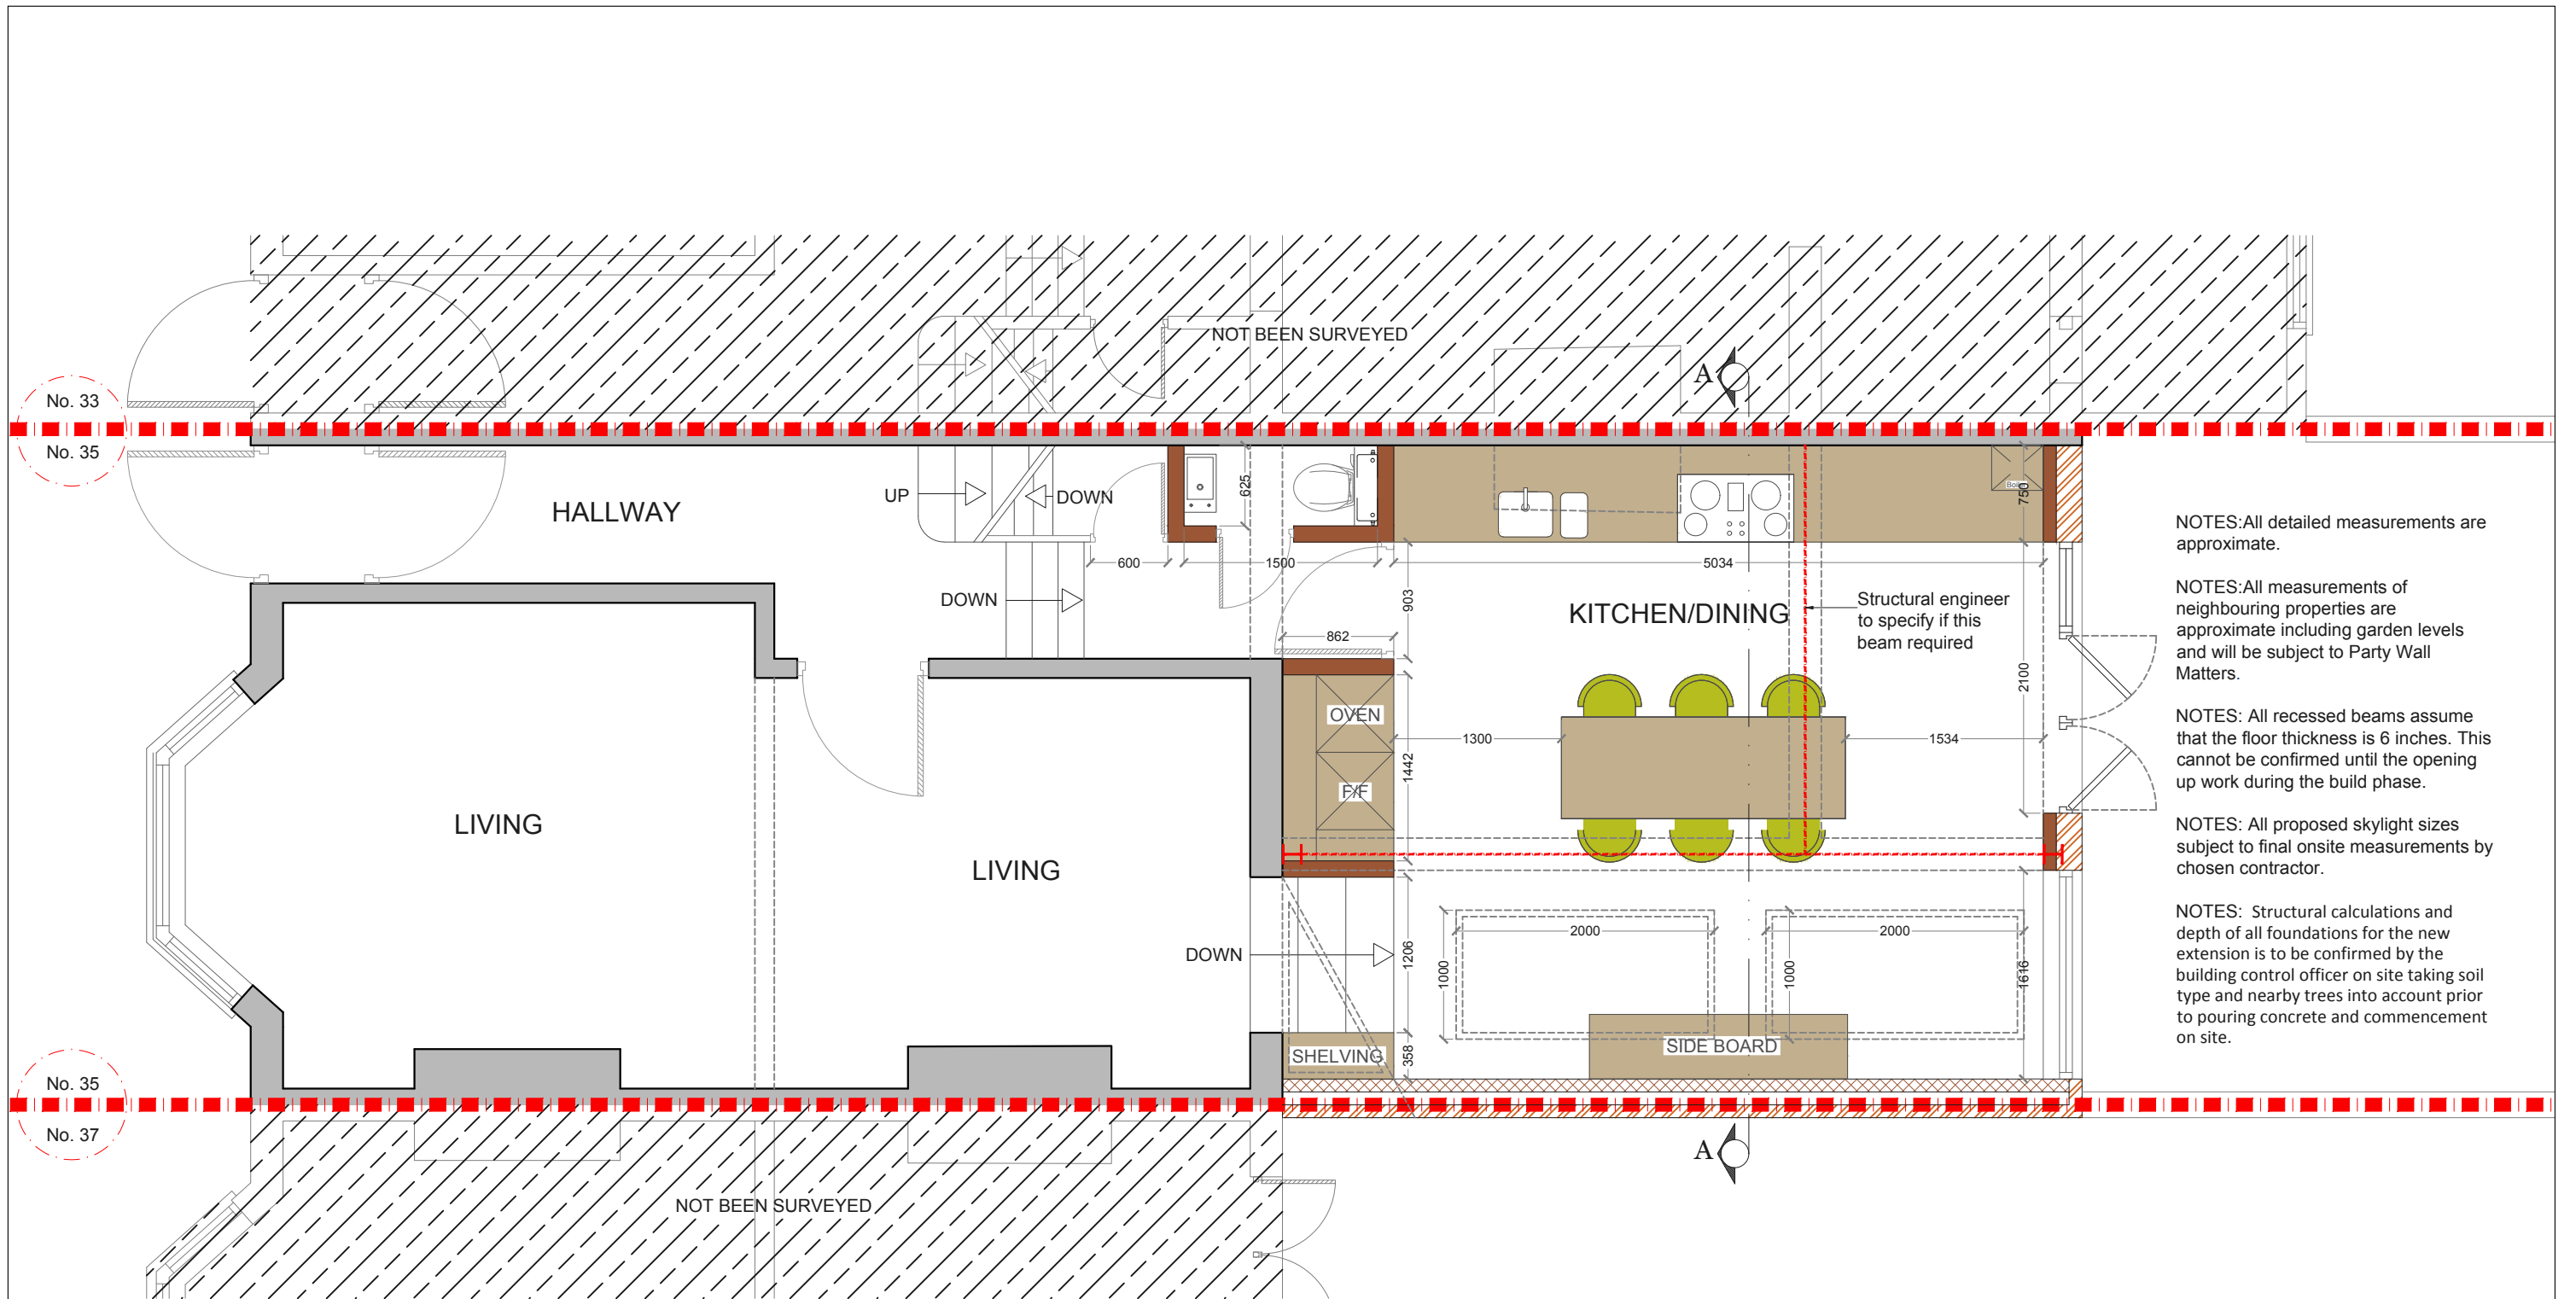 NOT BEEN SURVEYED
A
No. 33
No. 35
HALLWAY
UP
DOWN
DOWN
625
600
1500
5034
750
Boiler
903
862
KITCHEN/DINING
Structural engineer
to specify if this
beam required
2100
OVEN
F/F
1442
1300
1534
LIVING
LIVING
DOWN
1206
358
SHELVING
1000
2000
1000
2000
1616
SIDE BOARD
No. 35
No. 37
A
NOT BEEN SURVEYED
NOTES:All detailed measurements are
approximate.
NOTES:All measurements of
neighbouring properties are
approximate including garden levels
and will be subject to Party Wall
Matters.
NOTES: All recessed beams assume
that the floor thickness is 6 inches. This
cannot be confirmed until the opening
up work during the build phase.
NOTES: All proposed skylight sizes
subject to final onsite measurements by
chosen contractor.
NOTES: Structural calculations and
depth of all foundations for the new
extension is to be confirmed by the
building control officer on site taking soil
type and nearby trees into account prior
to pouring concrete and commencement
on site.